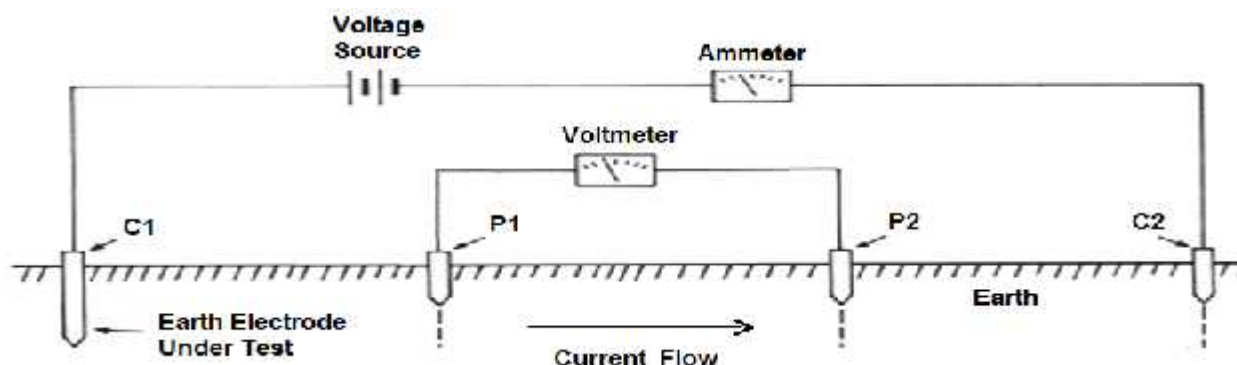 Voltage
Source
Ammeter
Voltmeter
C1
P1
P2
C2
Earth
Earth Electrode
Under Test
Current Flow